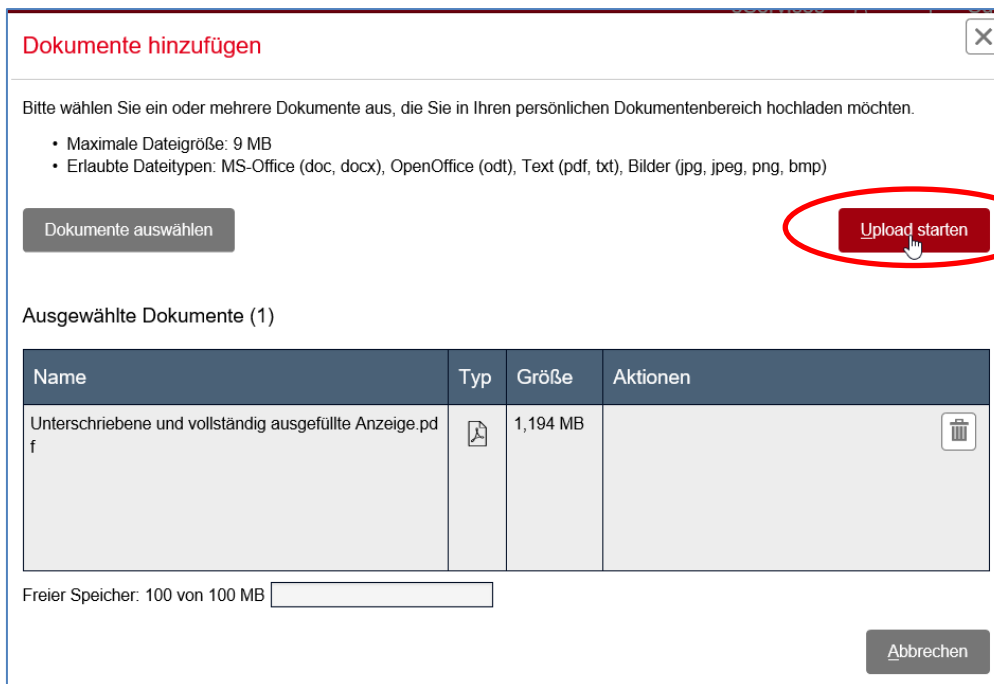 Dokumente hinzufügen
Bitte wählen Sie ein oder mehrere Dokumente aus, die Sie in Ihren persönlichen Dokumentenbereich hochladen möchten.
• Maximale Dateigröße: 9 MB
• Erlaubte Dateitypen: MS-Office (doc, docx), OpenOffice (odt), Text (pdf, txt), Bilder (jpg, jpeg, png, bmp)
Dokumente auswählen
Upload starten
Ausgewählte Dokumente (1)
Name Typ Größe Aktionen
Unterschriebene und vollständig ausgefüllte Anzeige.pd 1,194 MB
f
Freier Speicher: 100 von 100 MB
Abbrechen